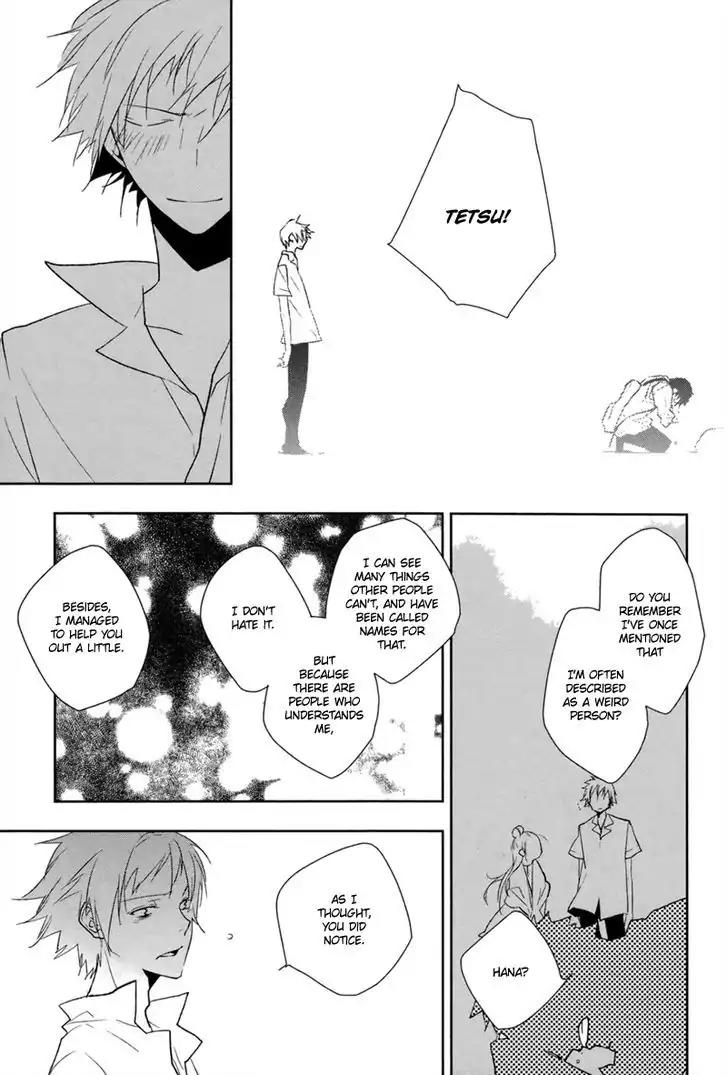 TETSU!
DO YOU
REMEMBER
I'VE ONCE
MENTIONED
THAT
I'M OFTEN
DESCRIBED
AS A WEIRD
PERSON?
HANA?
I CAN SEE
MANY THINGS
OTHER PEOPLE
CAN'T, AND HAVE
BEEN CALLED
NAMES FOR
THAT.
I DON'T
HATE IT.
BUT
BECAUSE
THERE ARE
PEOPLE WHO
UNDERSTANDS
ME,
BESIDES,
I MANAGED
TO HELP YOU
OUT A LITTLE.
AS I
THOUGHT,
YOU DID
NOTICE.